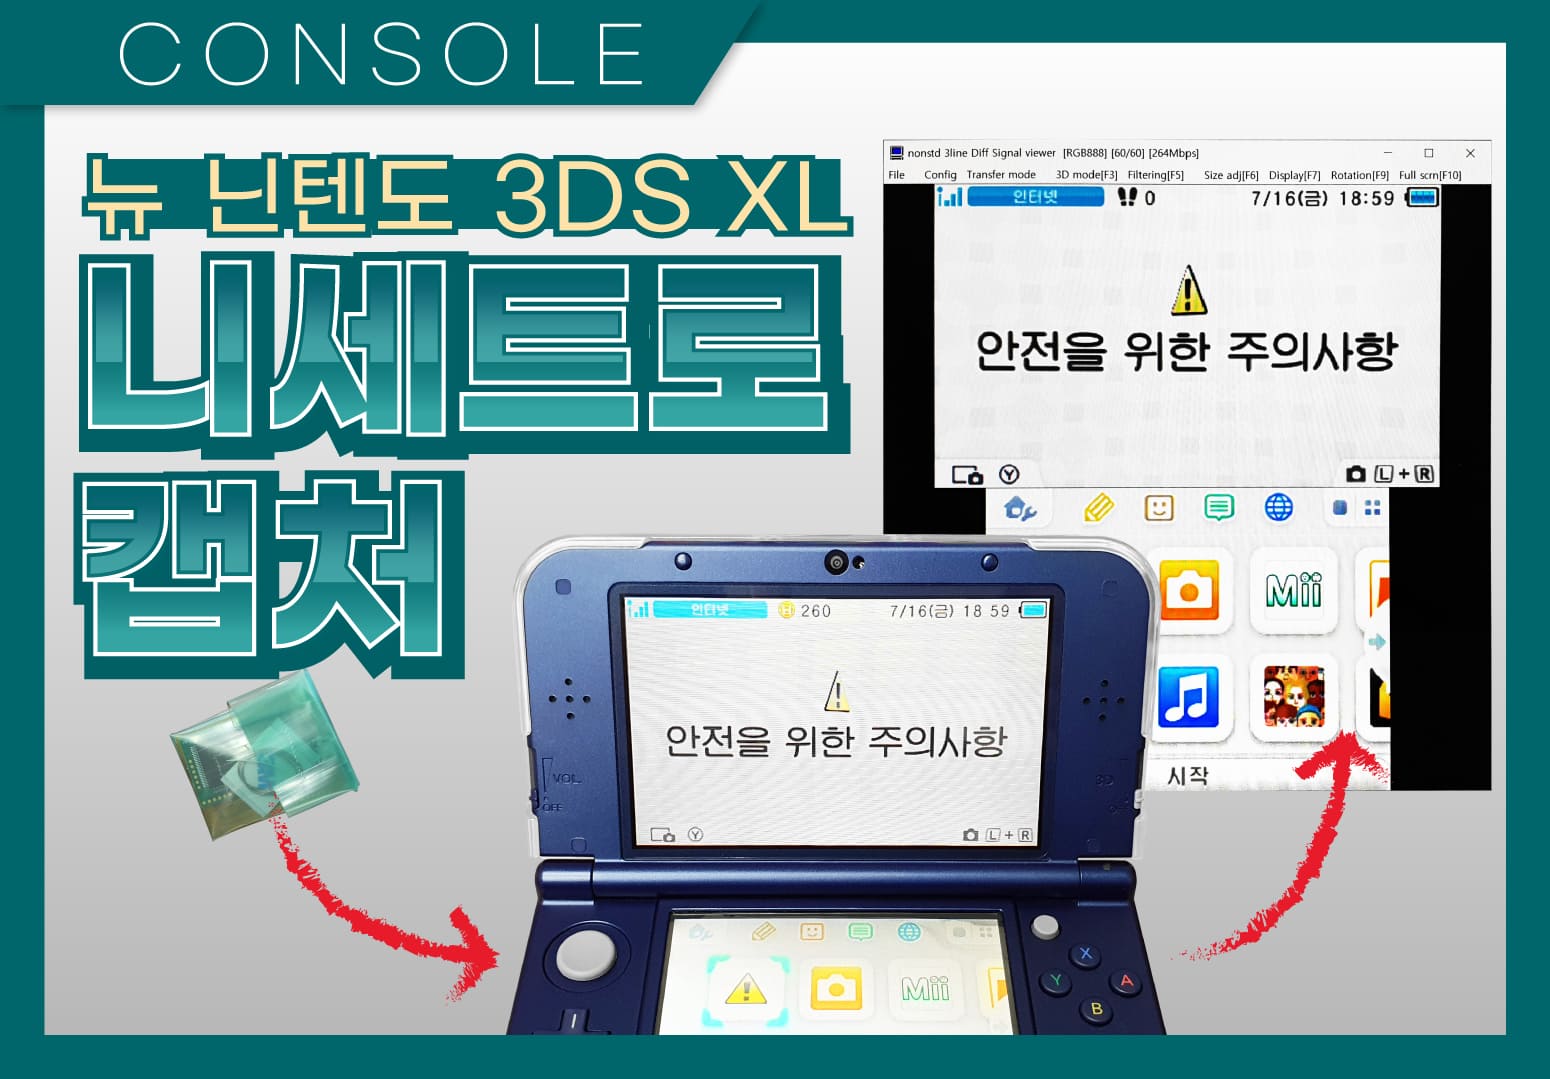 CONSOLE
뉴 닌텐도 3DS XL
니세트로
캡처
nonstd 3line Diff Signal viewer [RGB888] [60/60] [264Mbps]
File Config Transfer mode 3D mode[F3] Filtering[F5] Size adj[F6] Display[F7] Rotation[F9] Full scrn[F10]
인터넷 0 7/16(금) 18:59
안전을 위한 주의사항
Y L + R
Mii
시작
인터넷 260 7/16(금) 18 59
안전을 위한 주의사항
Y L + R
VOL.
OFF
3D
Mii
X
Y A
B